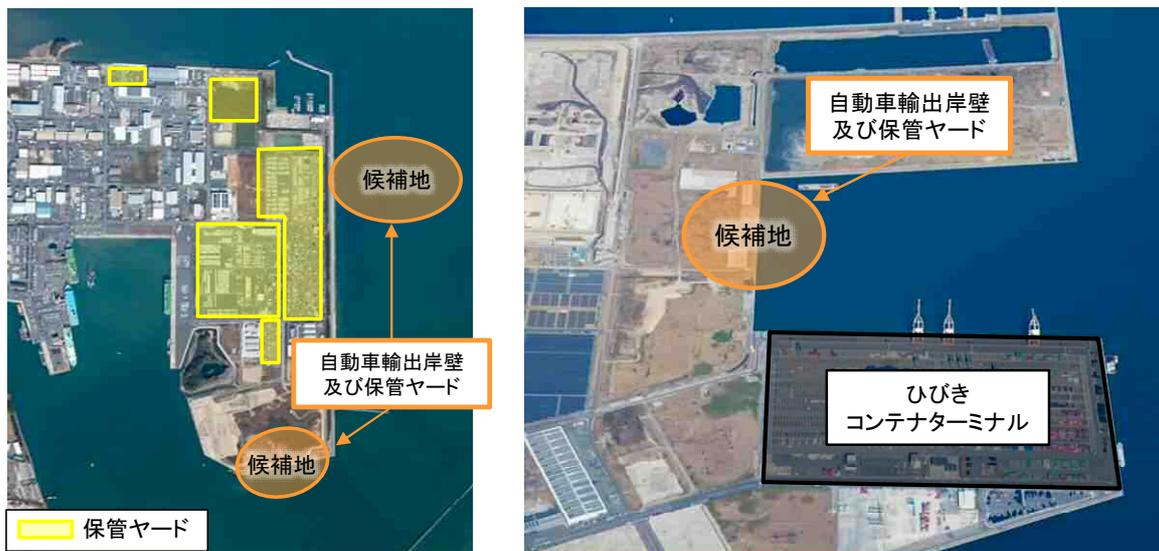 候補地
自動車輸出岸壁
及び保管ヤード
候補地
保管ヤード
自動車輸出岸壁
及び保管ヤード
候補地
ひびき
コンテナターミナル